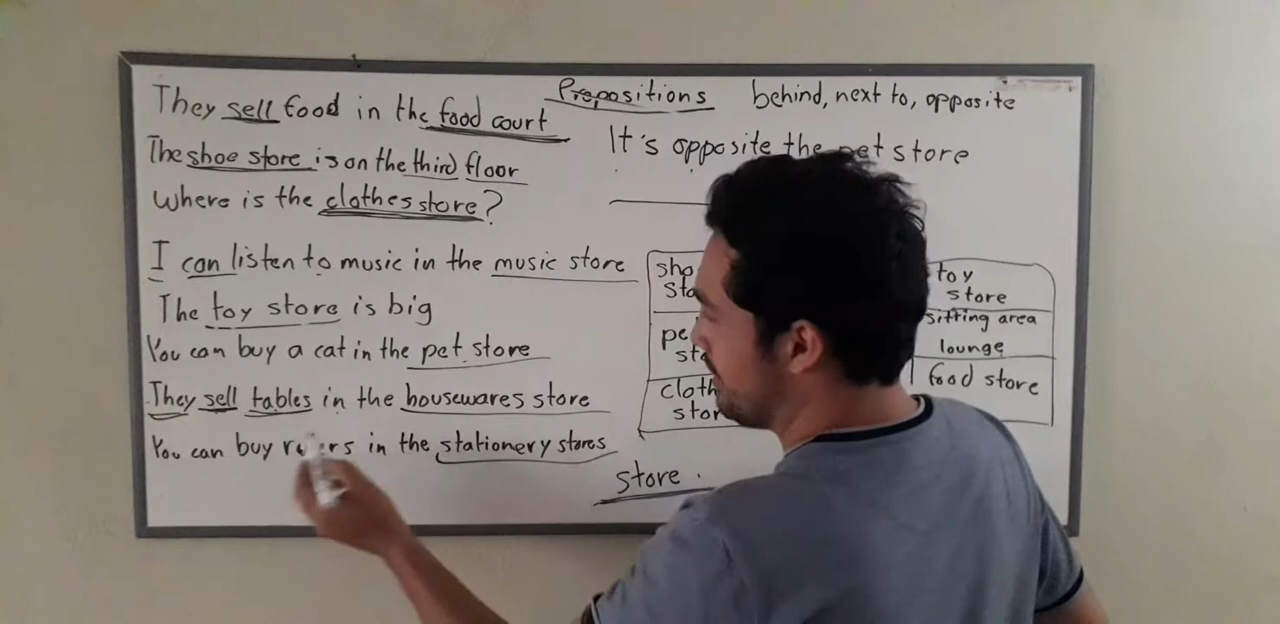 They sell food in the food court
The shoe store is on the third floor
Where is the clothes store?
I can listen to music in the music store
The toy store is big
You can buy a cat in the pet store
They sell tables in the housewares store
You can buy in the stationery stores
Prepositions behind, next to, opposite
It's opposite the pet store
toy
store
sitting area
lounge
food store
store